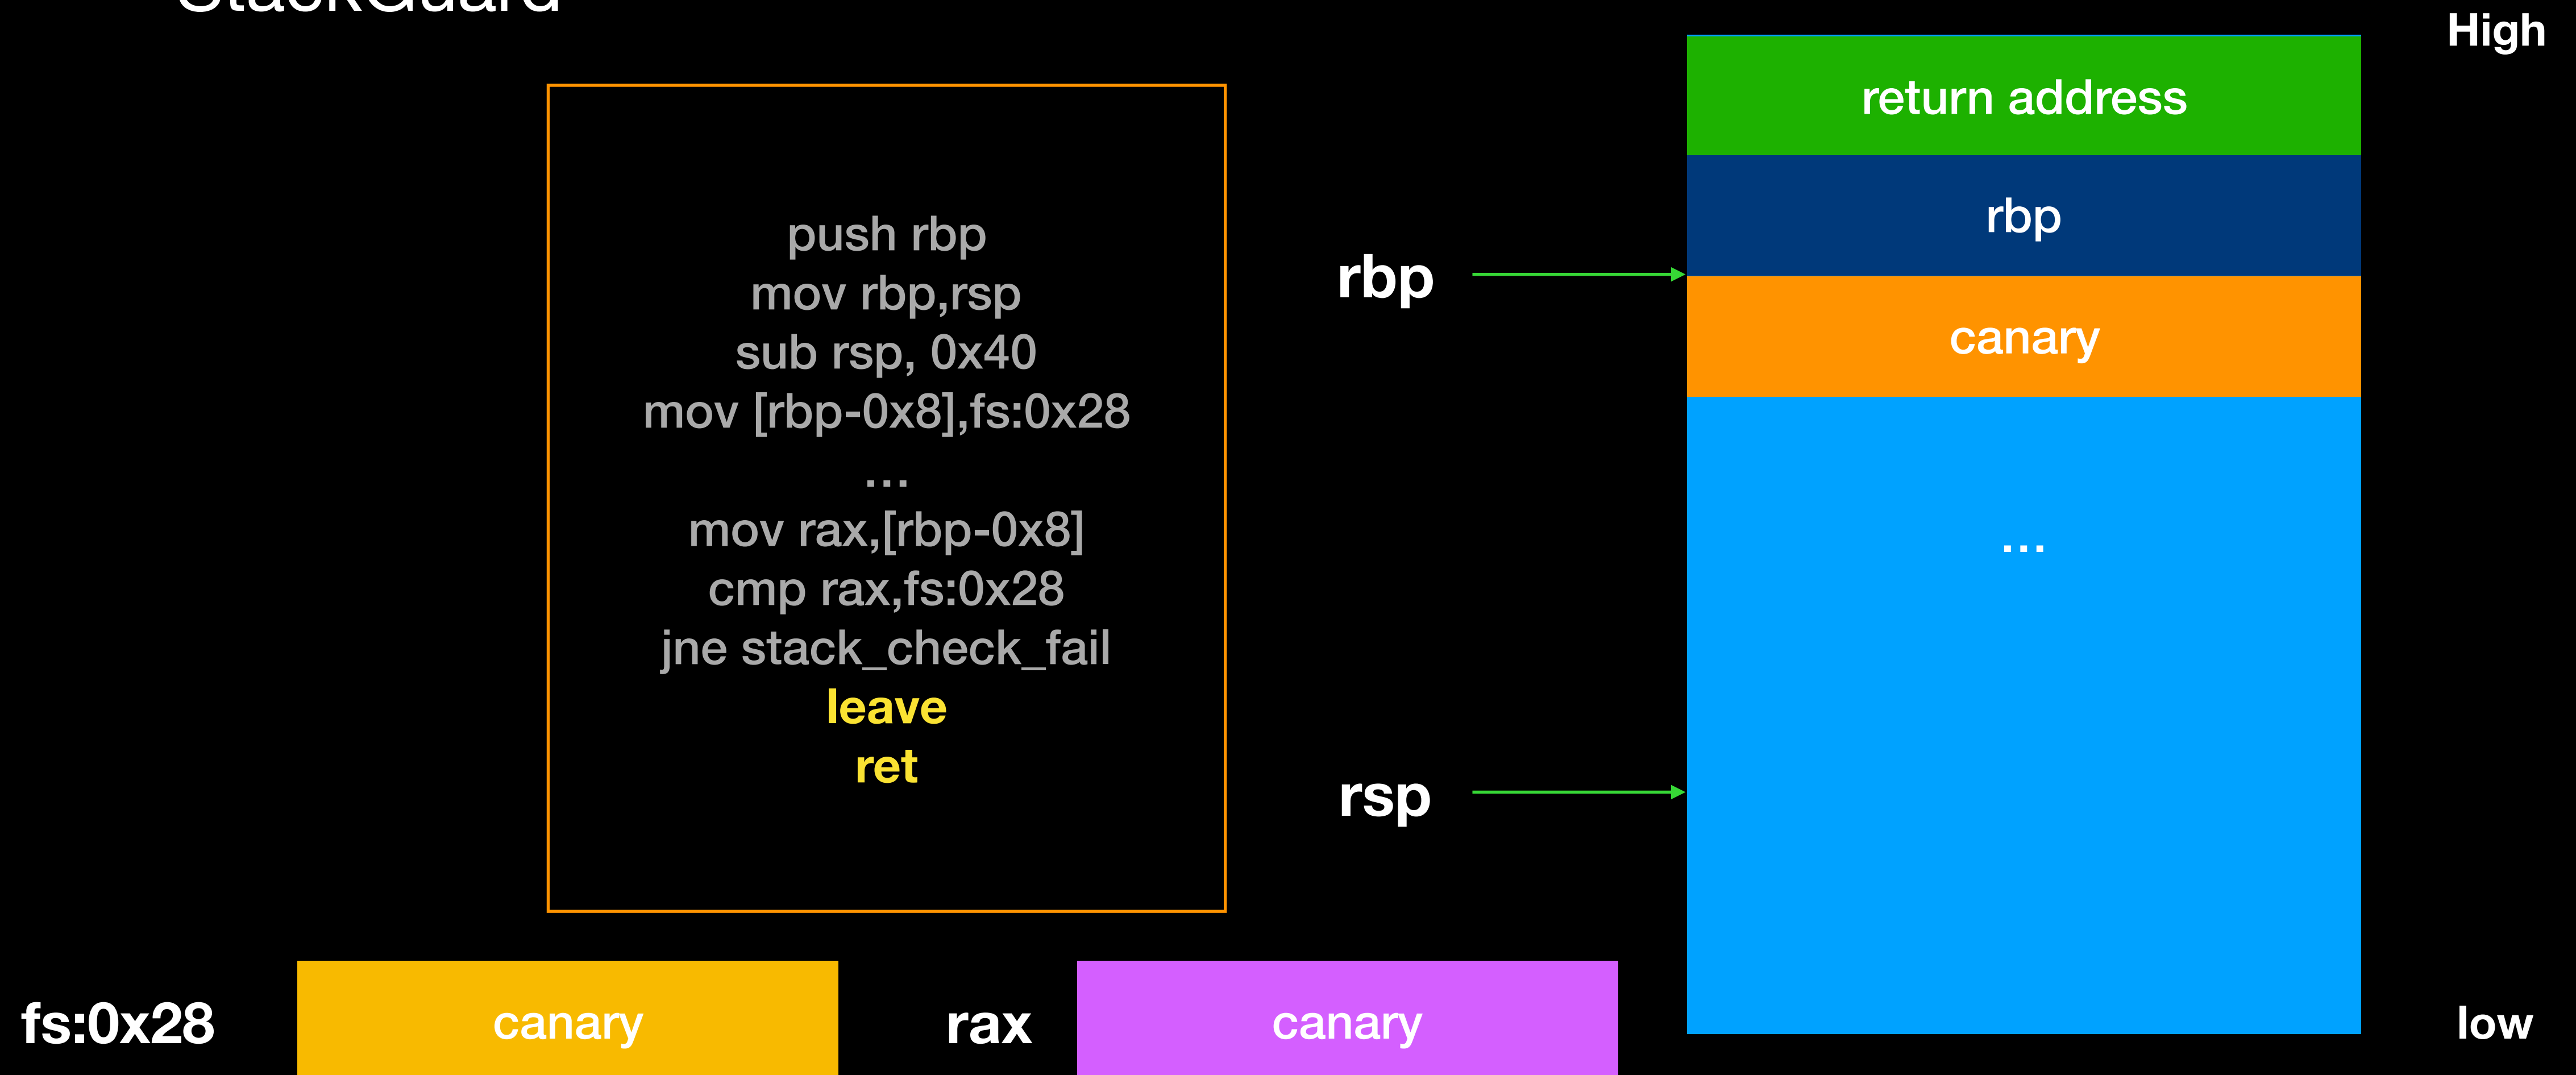 StackGuard
push rbp
mov rbp,rsp
sub rsp, 0x40
mov [rbp-0x8],fs:0x28
…
mov rax,[rbp-0x8]
cmp rax,fs:0x28
jne stack_check_fail
leave
ret
rbp
rsp
High
return address
rbp
canary
…
low
fs:0x28
canary
rax
canary